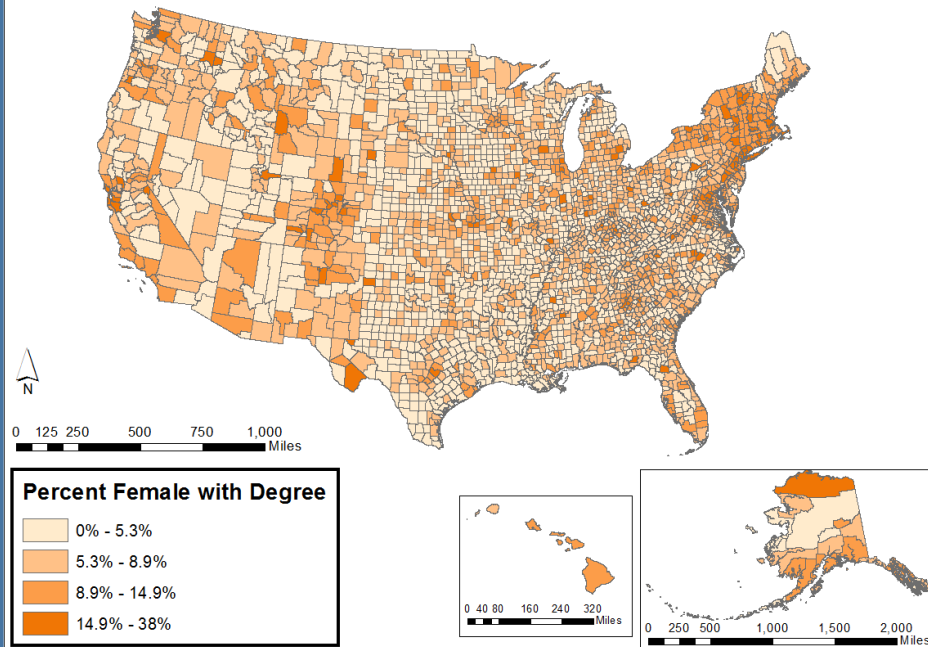 N
0 125 250 500 750 1,000
Miles
Percent Female with Degree
0% - 5.3%
5.3% - 8.9%
8.9% - 14.9%
14.9% - 38%
0 40 80 160 240 320
Miles
0 250 500 1,000 1,500 2,000
Miles